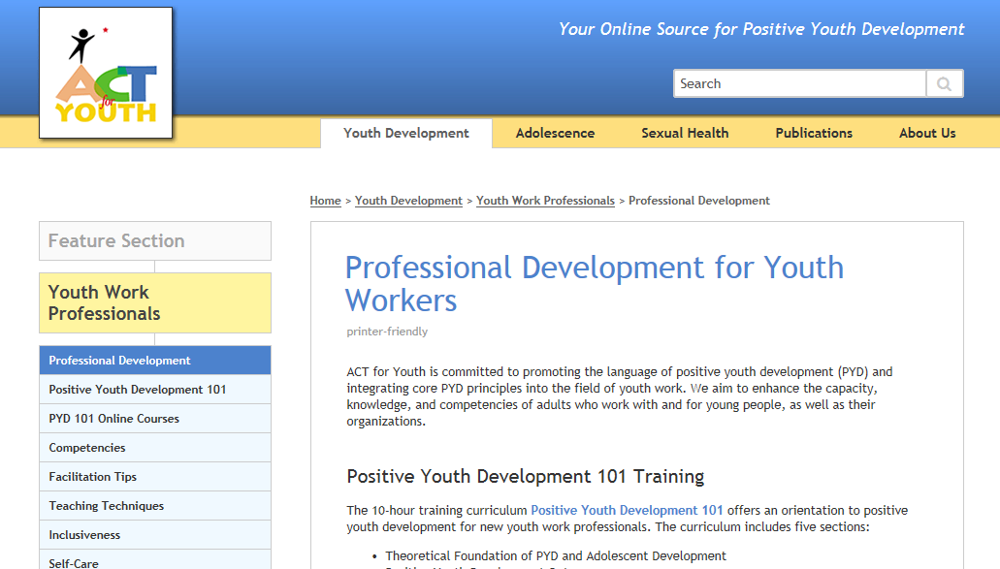 Your Online Source for Positive Youth Development
ACT
for
YOUTH
Search
Youth Development Adolescence Sexual Health Publications About Us
Home > Youth Development > Youth Work Professionals > Professional Development
Feature Section
Youth Work
Professionals
Professional Development
Positive Youth Development 101
PYD 101 Online Courses
Competencies
Facilitation Tips
Teaching Techniques
Inclusiveness
Self-Care
Professional Development for Youth
Workers
printer-friendly
ACT for Youth is committed to promoting the language of positive youth development (PYD) and
integrating core PYD principles into the field of youth work. We aim to enhance the capacity,
knowledge, and competencies of adults who work with and for young people, as well as their
organizations.
Positive Youth Development 101 Training
The 10-hour training curriculum Positive Youth Development 101 offers an orientation to positive
youth development for new youth work professionals. The curriculum includes five sections:
• Theoretical Foundation of PYD and Adolescent Development